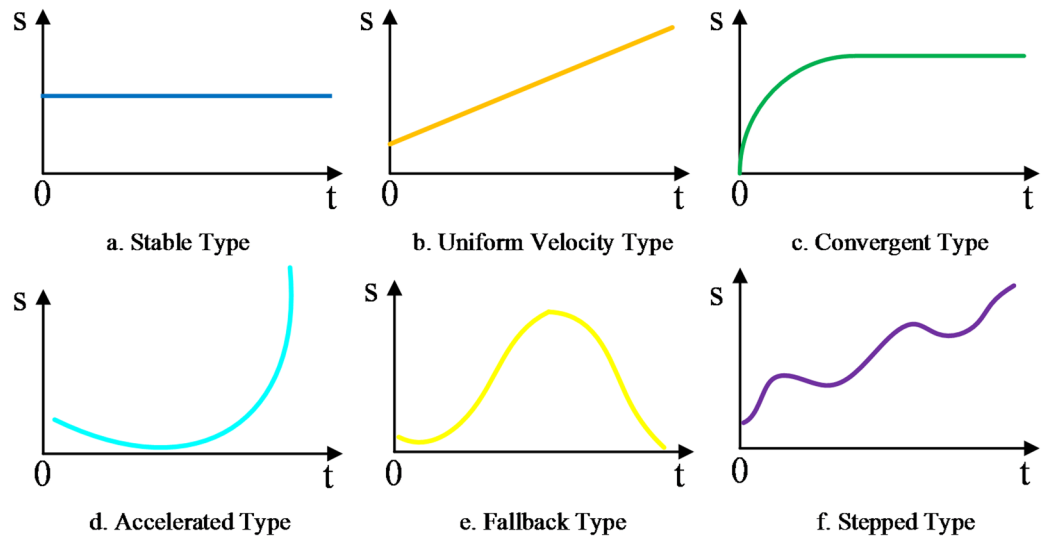 S S S
0 t 0 t 0 t
a. Stable Type b. Uniform Velocity Type c. Convergent Type
S S S
0 t 0 t 0 t
d. Accelerated Type e. Fallback Type f. Stepped Type